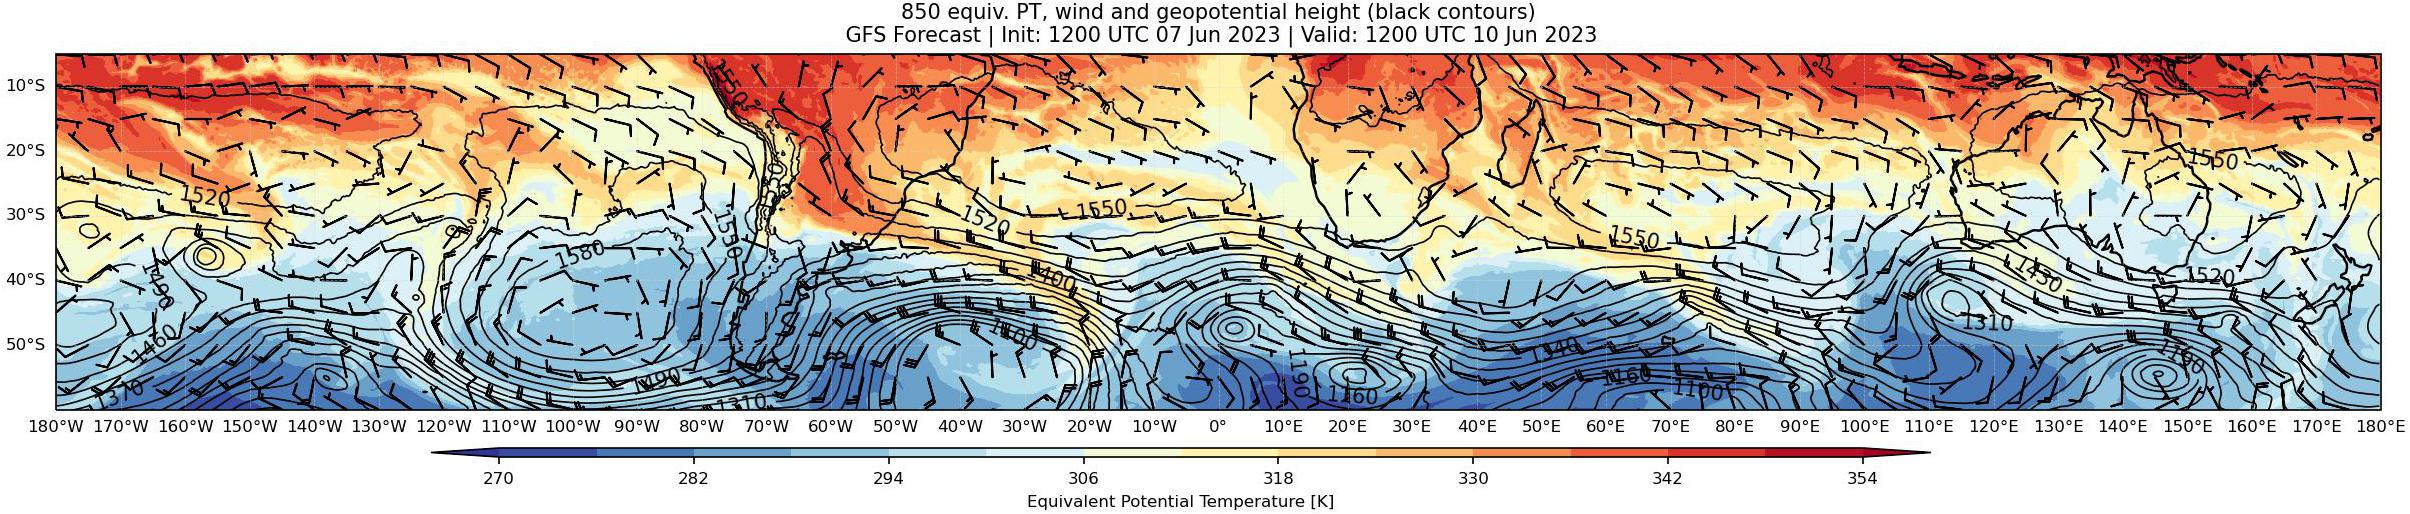 850 equiv. PT, wind and geopotential height (black contours)
GFS Forecast | Init: 1200 UTC 07 Jun 2023 | Valid: 1200 UTC 10 Jun 2023
10°S
20°S
30°S
40°S
50°S
1550
1520
1490
1460
1370
1580
1550
1490
1310
1520
1550
1400
1100
1190
1160
1550
1340
1160
1100
1550
1430
1520
1310
1100
180°W 170°W 160°W 150°W 140°W 130°W 120°W 110°W 100°W 90°W 80°W 70°W 60°W 50°W 40°W 30°W 20°W 10°W 0° 10°E 20°E 30°E 40°E 50°E 60°E 70°E 80°E 90°E 100°E 110°E 120°E 130°E 140°E 150°E 160°E 170°E 180°E
270 282 294 306 318 330 342 354
Equivalent Potential Temperature [K]